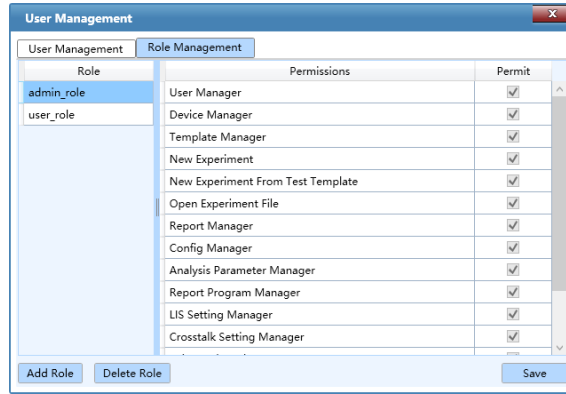 User Management
x
User Management Role Management
Role Permissions Permit
admin_role User Manager
user_role Device Manager
Template Manager
New Experiment
New Experiment From Test Template
Open Experiment File
Report Manager
Config Manager
Analysis Parameter Manager
Report Program Manager
LIS Setting Manager
Crosstalk Setting Manager
Add Role Delete Role Save